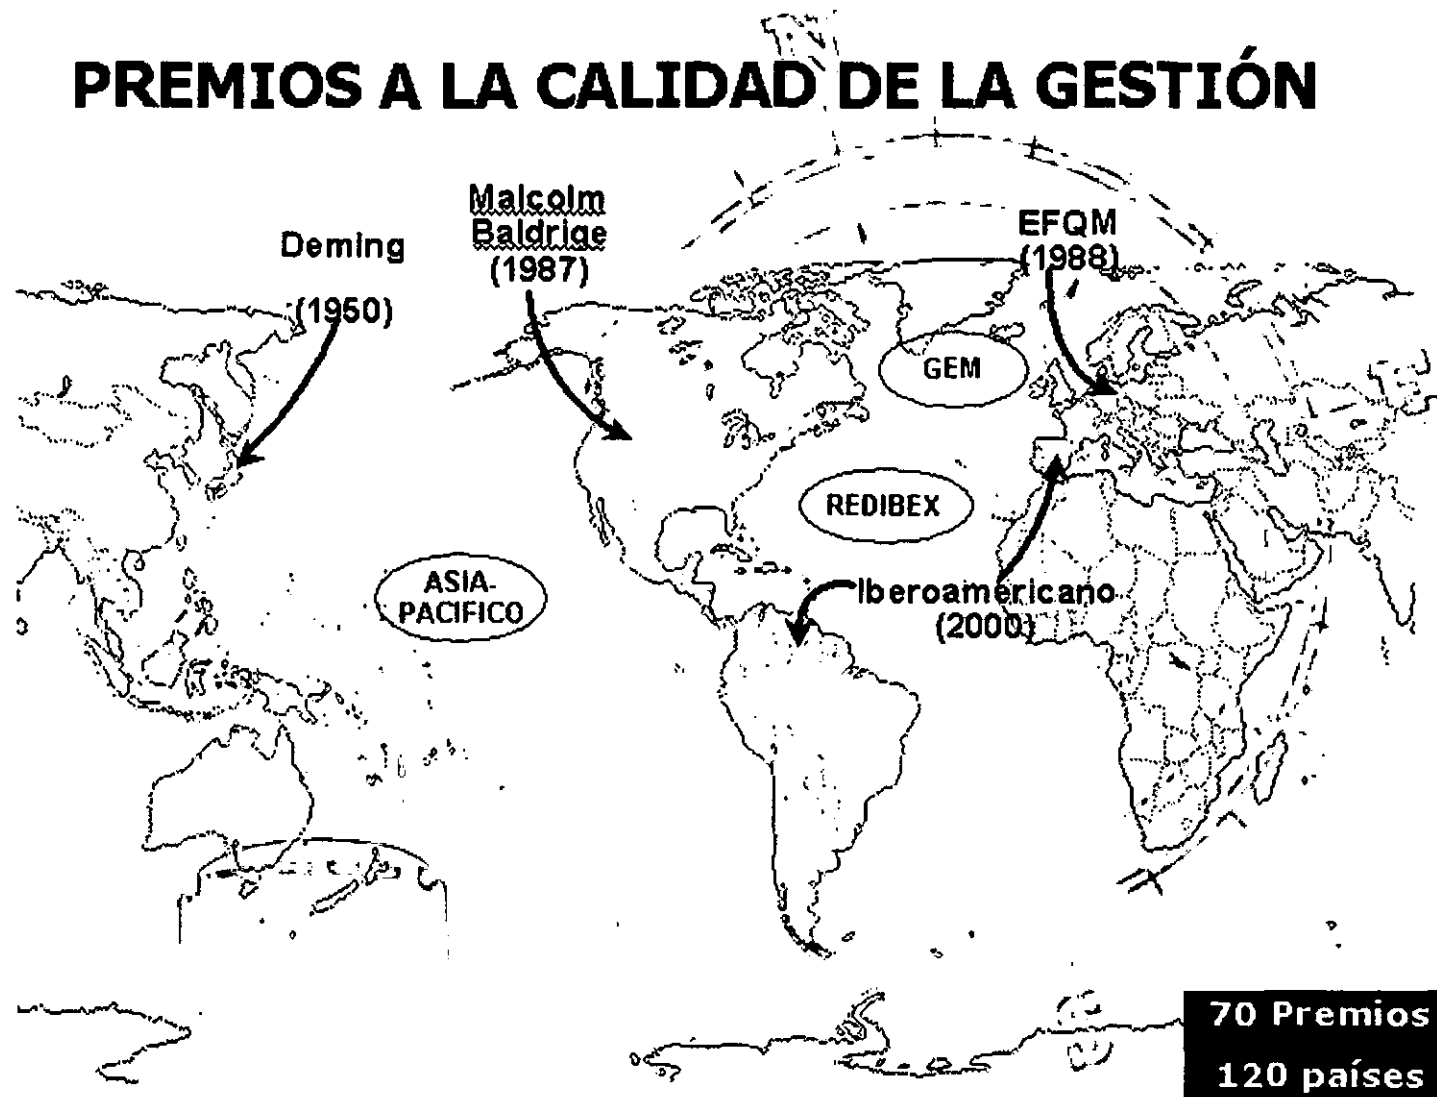 PREMIOS A LA CALIDAD DE LA GESTIÓN
Malcolm
Baldrige
(1987)
Deming
(1950)
EFQM
(1988)
GEM
REDIBEX
ASIA-
PACIFICO
Iberoamericano
(2000)
70 Premios
120 países